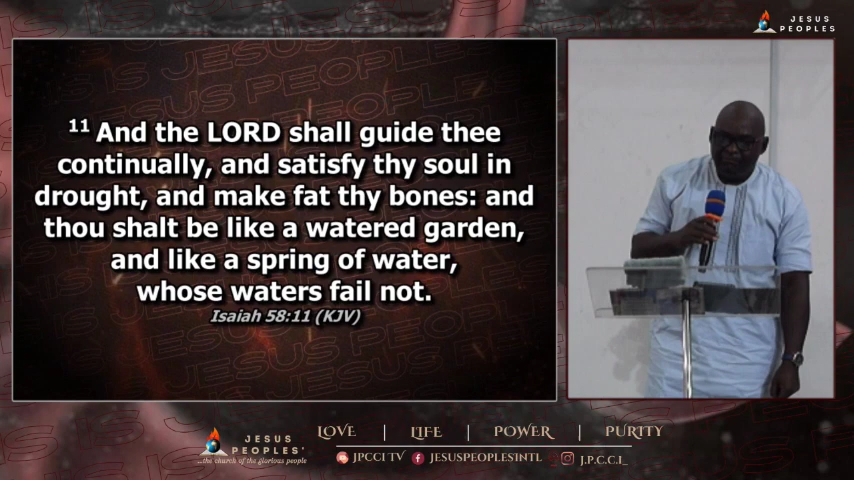 JESUS
PEOPLES
11 And the LORD shall guide thee
continually, and satisfy thy soul in
drought, and make fat thy bones: and
thou shalt be like a watered garden,
and like a spring of water,
whose waters fail not.
Isaiah 58:11 (KJV)
JESUS
PEOPLES'
...the church of the glorious people
LOVE | LIFE | POWER | PURITY
JPCCI TV JESUSPEOPLESINTL J.P.C.C.I_